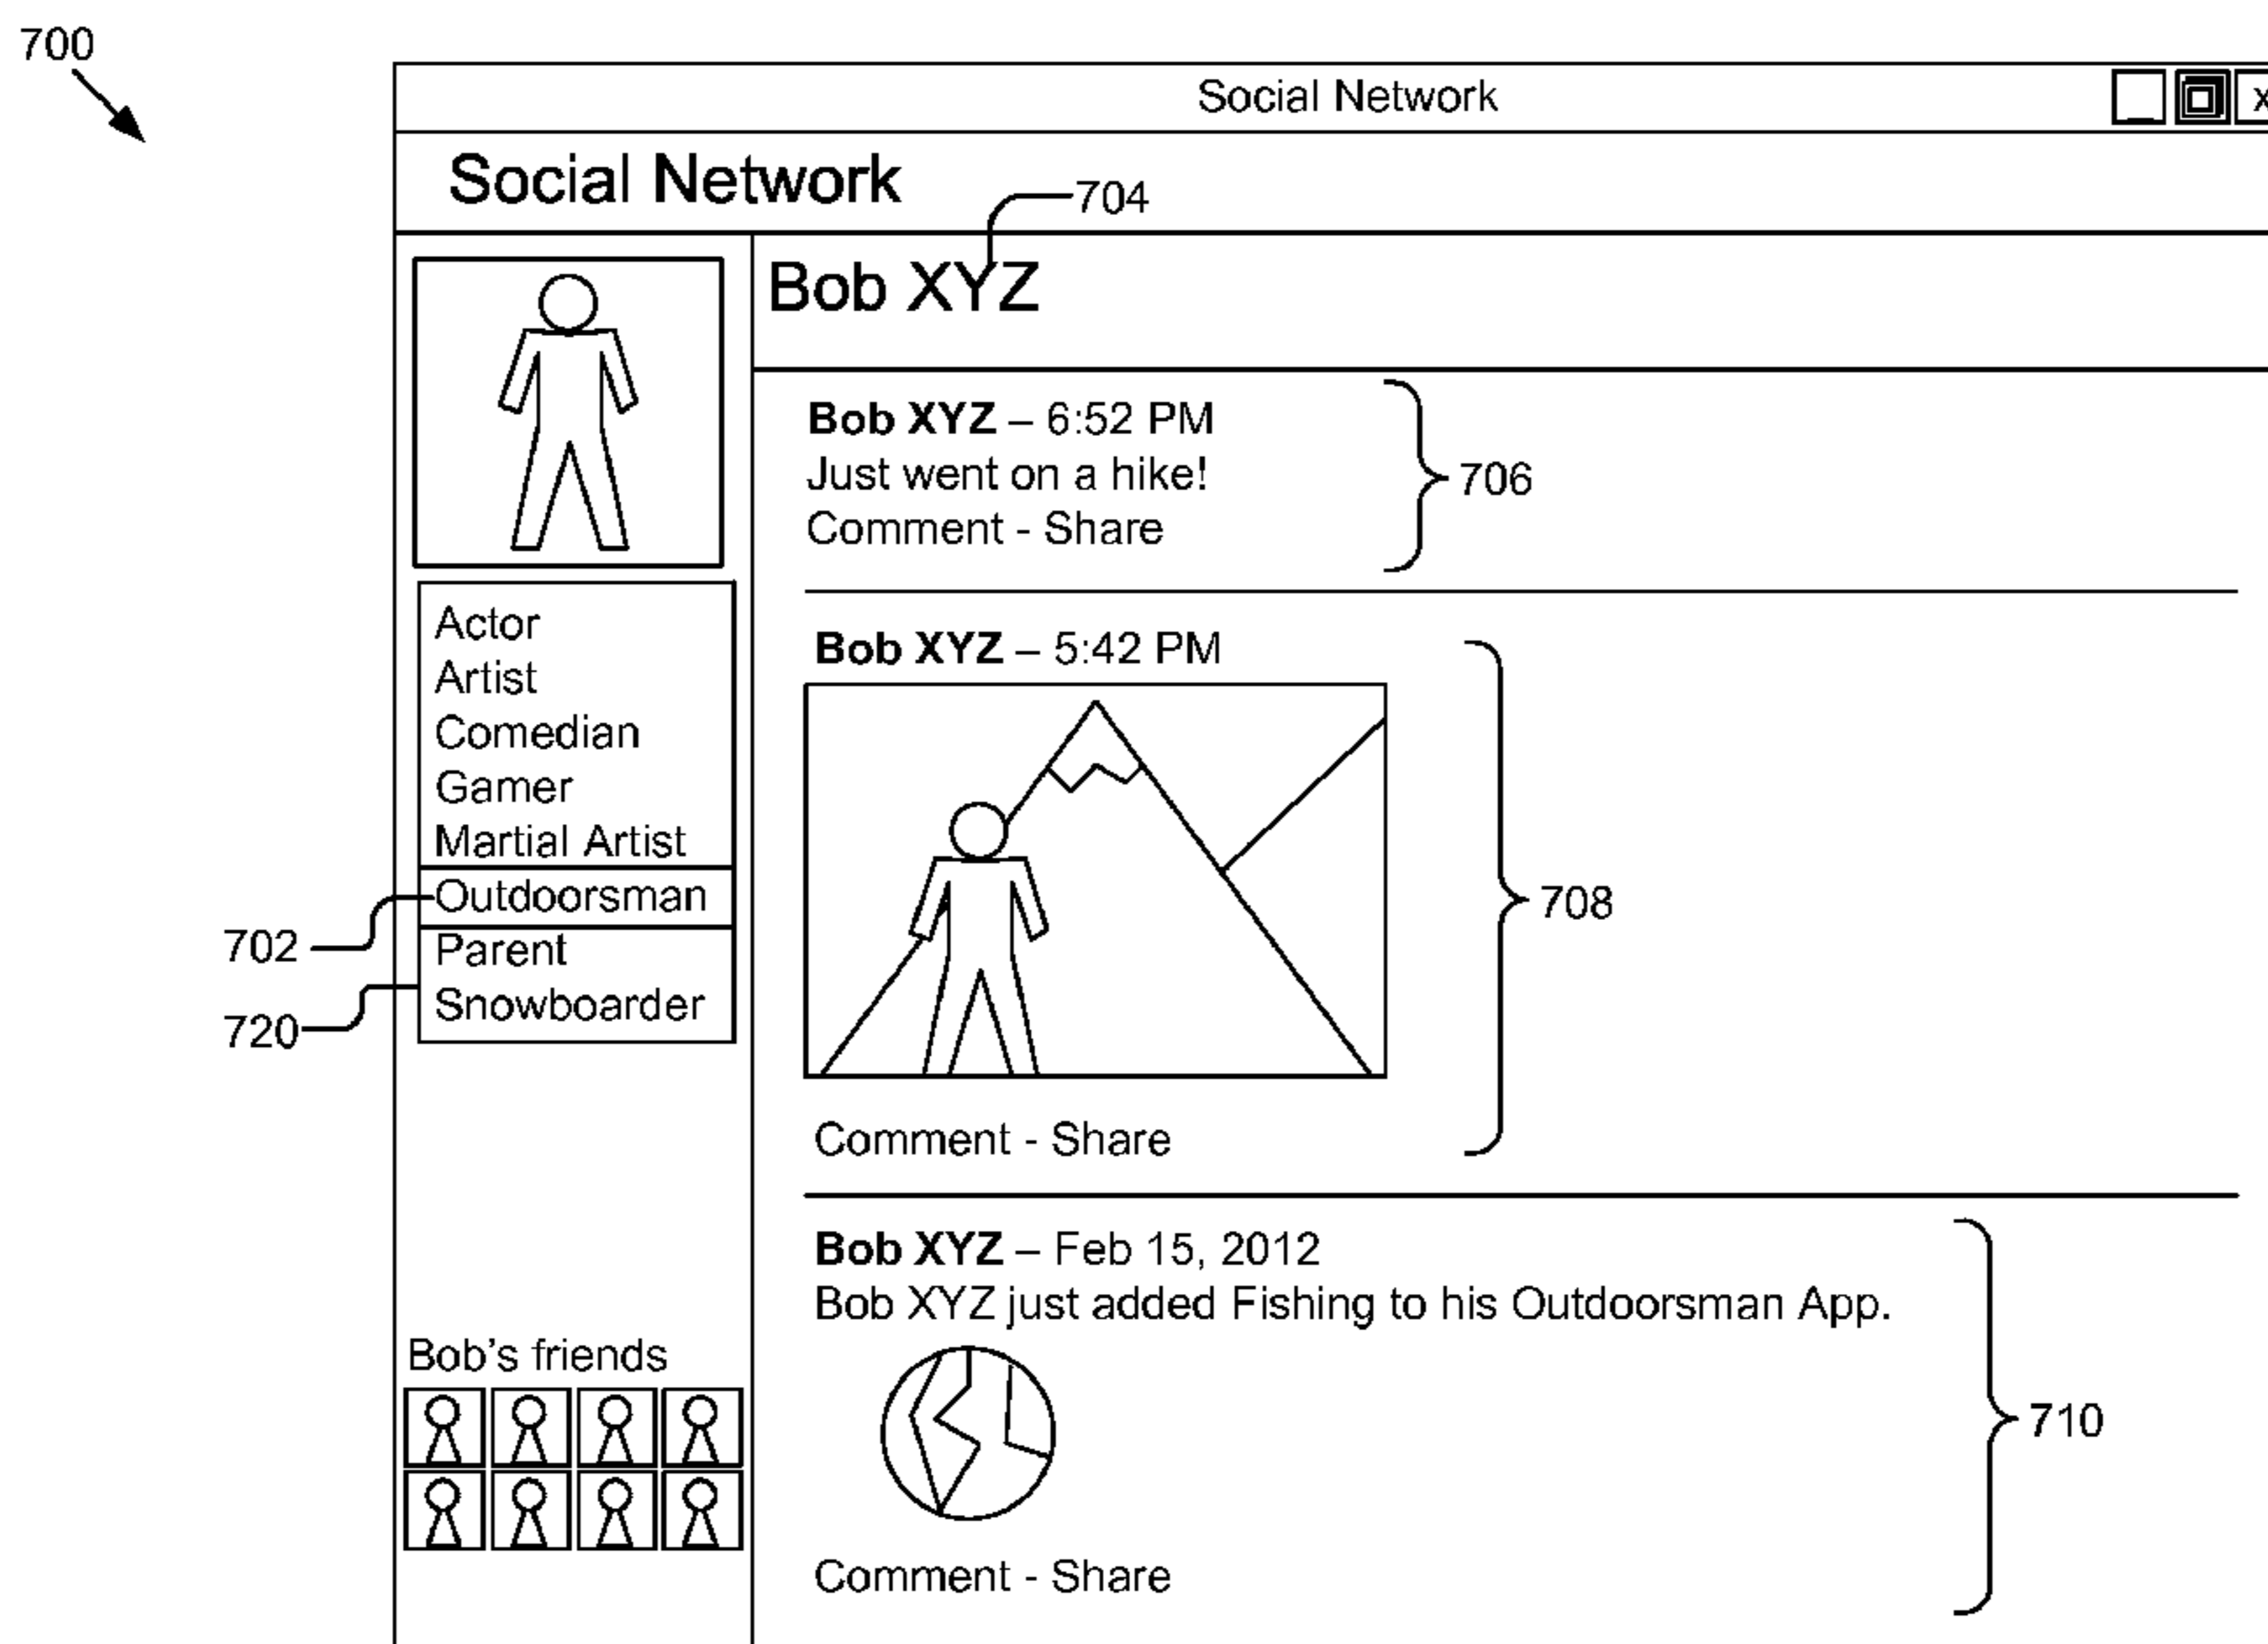 700
Social Network
x
Social Network
704
Bob XYZ
Bob XYZ – 6:52 PM
Just went on a hike!
Comment - Share
706
Actor
Artist
Comedian
Gamer
Martial Artist
Outdoorsman
Parent
Snowboarder
702
720
Bob XYZ – 5:42 PM
708
Comment - Share
Bob XYZ – Feb 15, 2012
Bob XYZ just added Fishing to his Outdoorsman App.
710
Comment - Share
Bob's friends